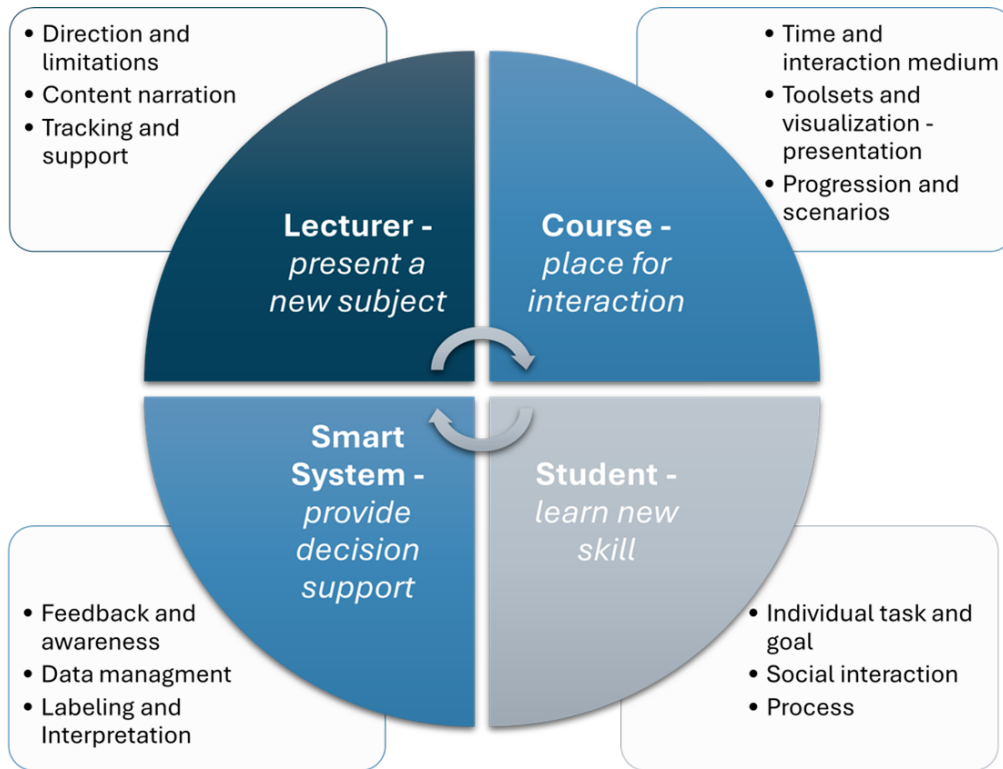 • Direction and
limitations
• Content narration
• Tracking and
support
• Time and
interaction medium
• Toolsets and
visualization -
presentation
• Progression and
scenarios
Lecturer -
present a
new subject
Course -
place for
interaction
Smart
System -
provide
decision
support
Student -
learn new
skill
• Feedback and
awareness
• Data managment
• Labeling and
Interpretation
• Individual task and
goal
• Social interaction
• Process